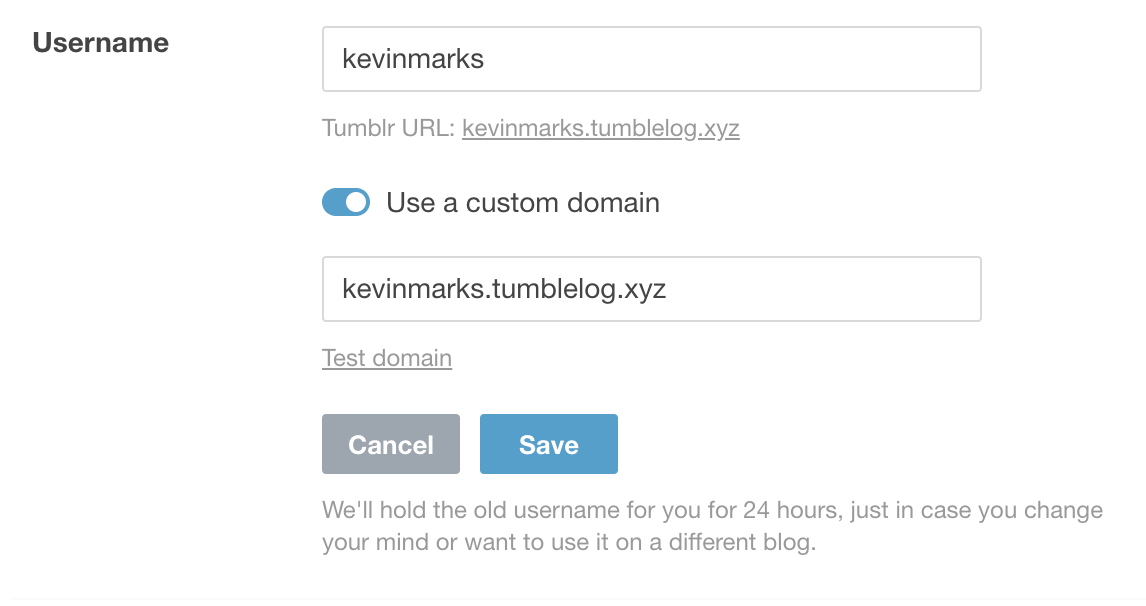 Username
kevinmarks
Tumblr URL: kevinmarks.tumblelog.xyz
Use a custom domain
kevinmarks.tumblelog.xyz
Test domain
Cancel
Save
We'll hold the old username for you for 24 hours, just in case you change
your mind or want to use it on a different blog.